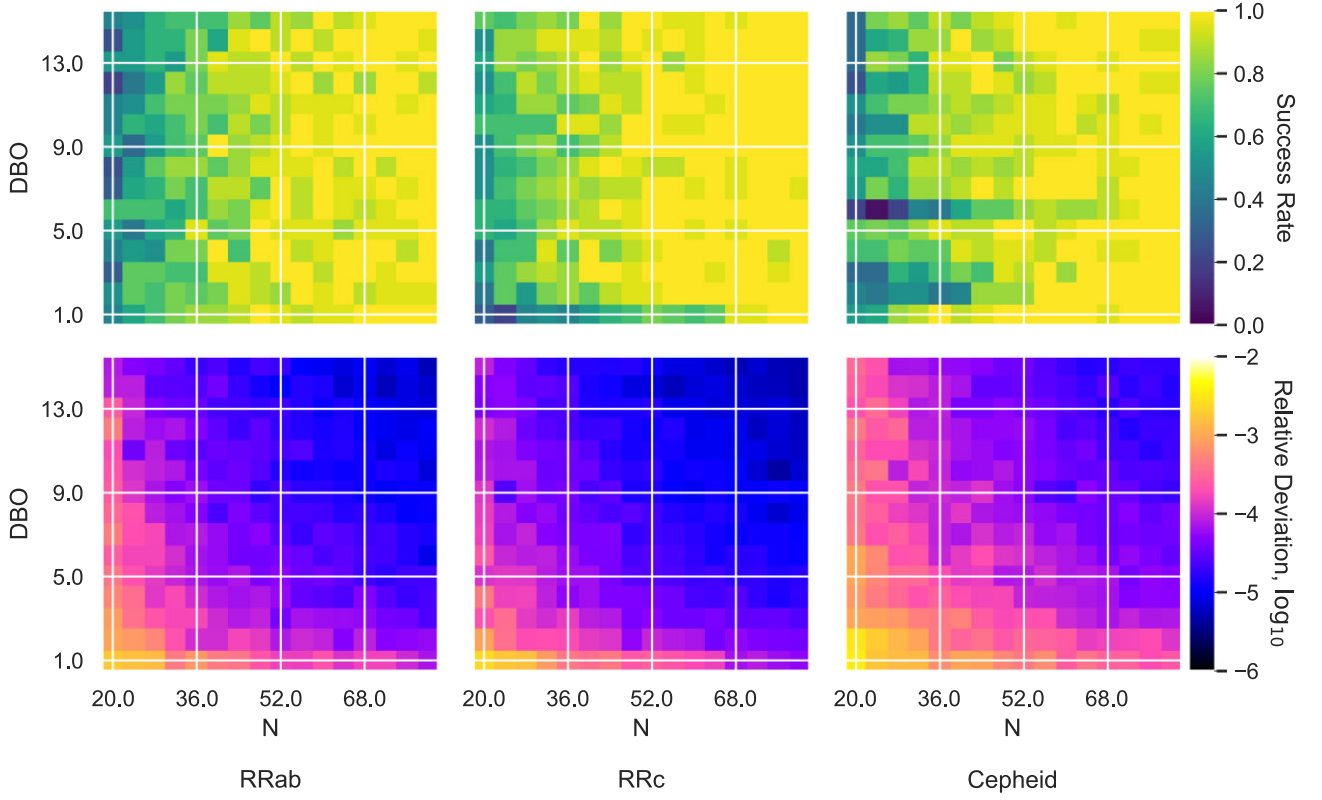 13.0
9.0
5.0
1.0
DBO
1.0
0.8
0.6
0.4
0.2
0.0
Success Rate
13.0
9.0
5.0
1.0
DBO
−2
−3
−4
−5
−6
Relative Deviation, log₁₀
20.0 36.0 52.0 68.0
20.0 36.0 52.0 68.0
20.0 36.0 52.0 68.0
N N N
RRab RRc Cepheid